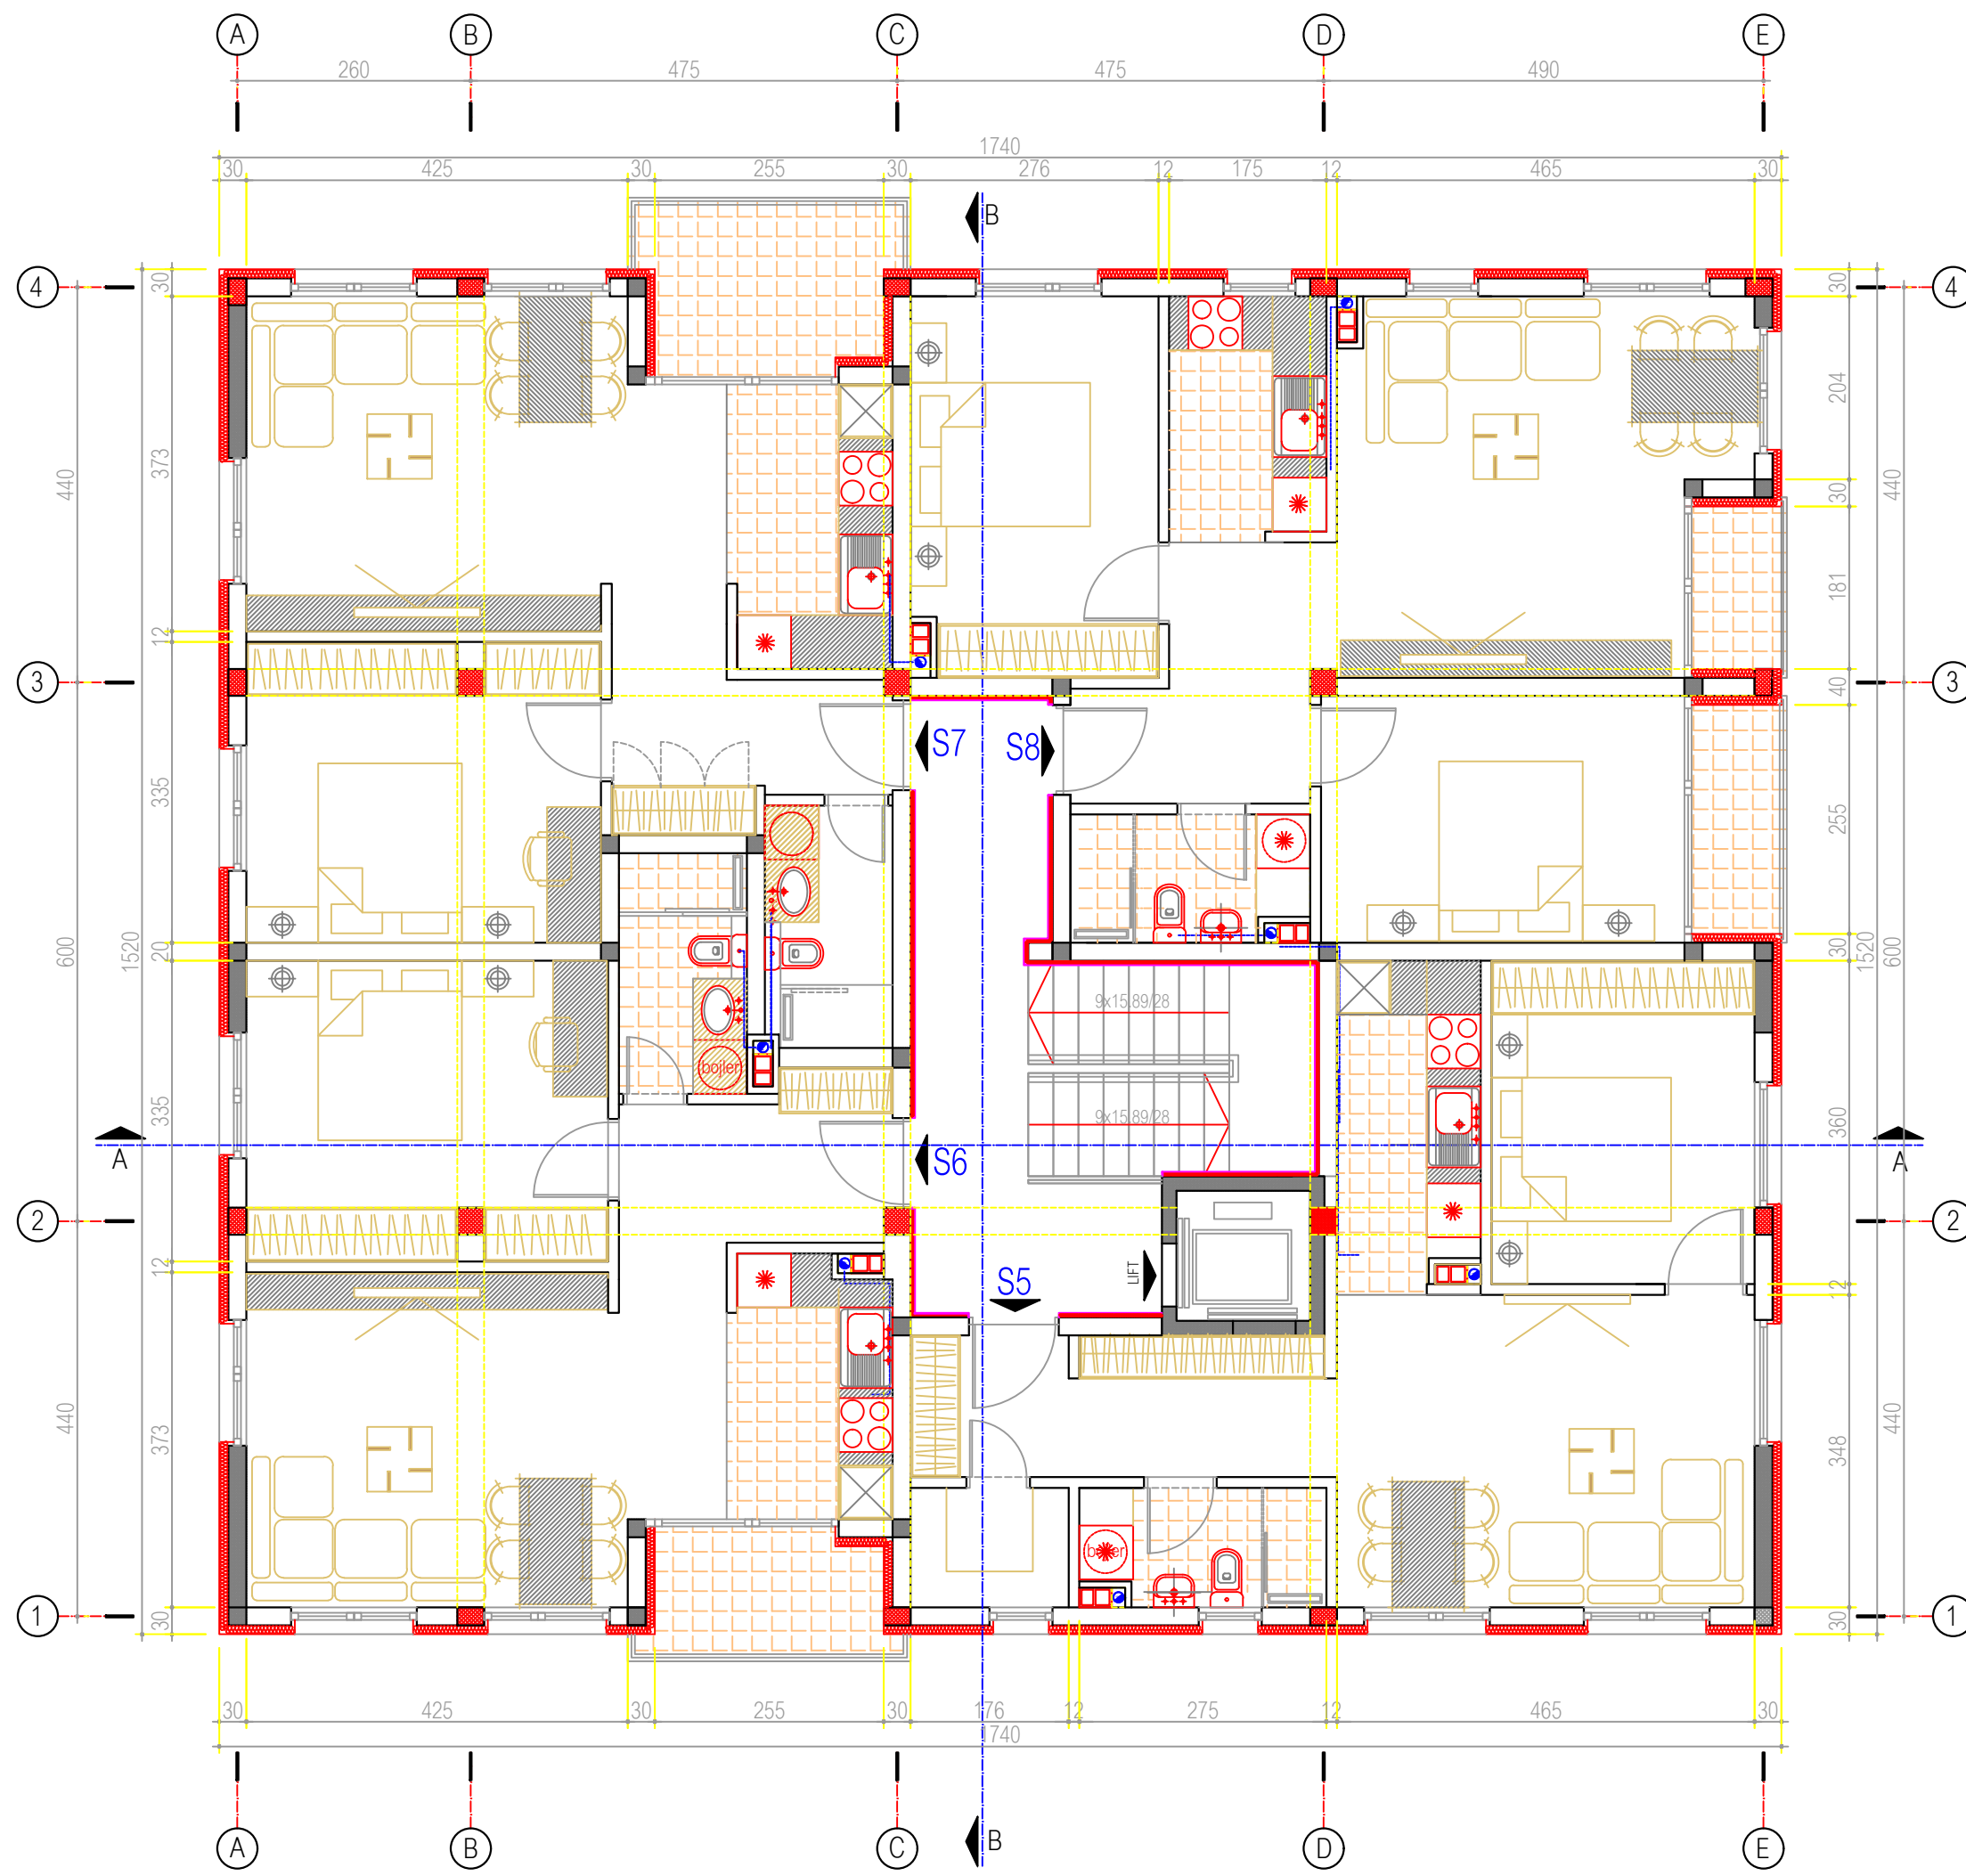 A B C D E
260 475 475 490
1740
30 425 30 255 30 276 12 175 12 465 30
B
4 30 30 4
204
440 373 440
30
181
12
3 40 3
S7 S8
335 255
600 1520 20 30 1520 600
9x15.89/28
bojler
9x15.89/28
335 360
A A
S6
2 2
12 LIFT 12
S5
440 373 348 440
bojler
1 30 30 1
30 425 30 255 30 176 12 275 12 465 30
1740
B
A B C D E